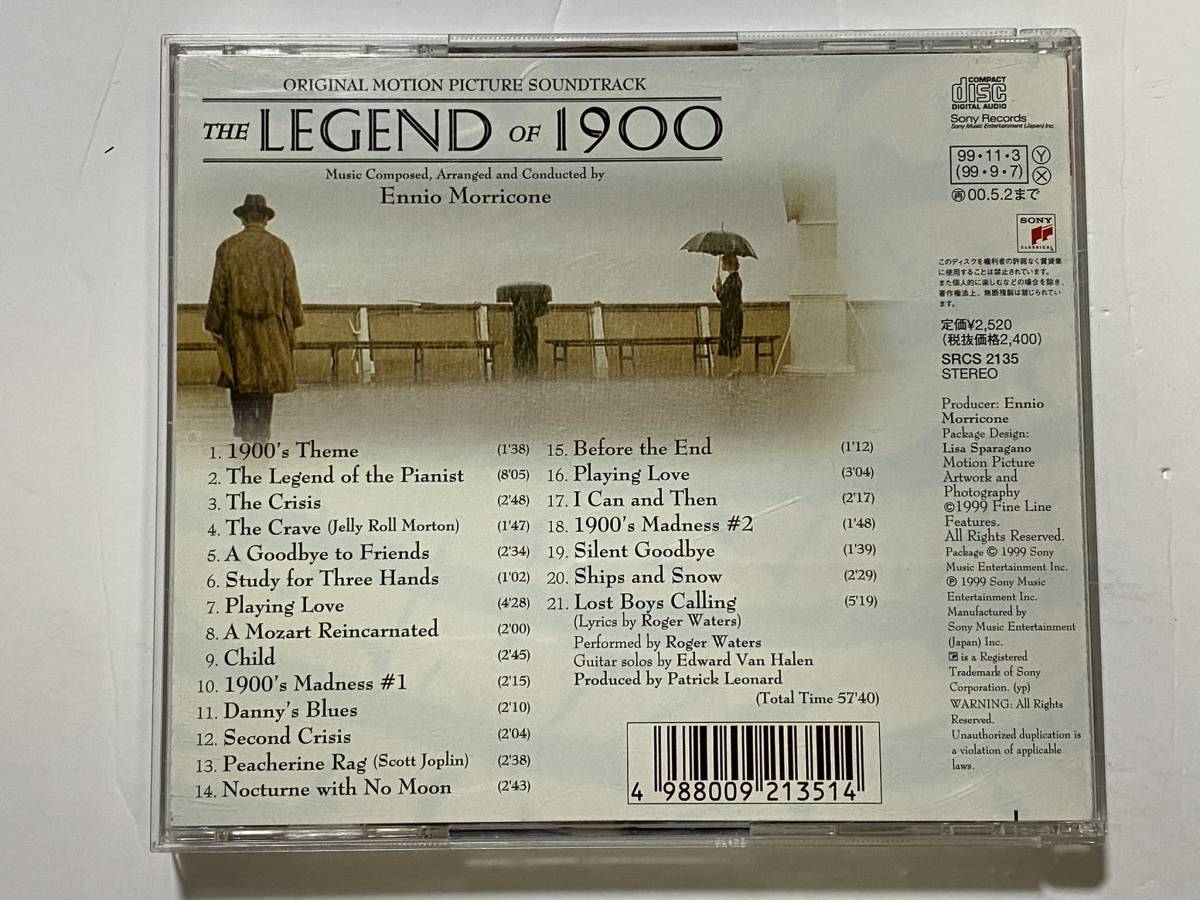 ORIGINAL MOTION PICTURE SOUNDTRACK
THE LEGEND OF 1900
Music Composed, Arranged and Conducted by
Ennio Morricone
1. 1900's Theme (1'38)
2. The Legend of the Pianist (8'05)
3. The Crisis (2'48)
4. The Crave (Jelly Roll Morton) (1'47)
5. A Goodbye to Friends (2'34)
6. Study for Three Hands (1'02)
7. Playing Love (4'28)
8. A Mozart Reincarnated (2'00)
9. Child (2'45)
10. 1900's Madness #1 (2'15)
11. Danny's Blues (2'10)
12. Second Crisis (2'04)
13. Peacherine Rag (Scott Joplin) (2'38)
14. Nocturne with No Moon (2'43)
15. Before the End (1'12)
16. Playing Love (3'04)
17. I Can and Then (2'17)
18. 1900's Madness #2 (1'48)
19. Silent Goodbye (1'39)
20. Ships and Snow (2'29)
21. Lost Boys Calling (5'19)
(Lyrics by Roger Waters)
Performed by Roger Waters
Guitar solos by Edward Van Halen
Produced by Patrick Leonard
(Total Time 57'40)
4 988009 213514
COMPACT
disc
DIGITAL AUDIO
Sony Records
Sony Music Entertainment (Japan) Inc.
99・11・3 Ⓨ
(99・9・7) Ⓧ
㊢00.5.2まで
SONY
CLASSICAL
このディスクを権利者の許諾なく賃貸業
に使用することは禁止されています。
また個人的に楽しむなどの場合を除き、
著作権法上、無断複製は禁じられてい
ます。
定価¥2,520
(税抜価格2,400)
SRCS 2135
STEREO
Producer: Ennio
Morricone
Package Design:
Lisa Sparagano
Motion Picture
Artwork and
Photography
©1999 Fine Line
Features.
All Rights Reserved.
Package © 1999 Sony
Music Entertainment Inc.
℗ 1999 Sony Music
Entertainment Inc.
Manufactured by
Sony Music Entertainment
(Japan) Inc.
is a Registered
Trademark of Sony
Corporation. (yp)
WARNING: All Rights
Reserved.
Unauthorized duplication is
a violation of applicable
laws.